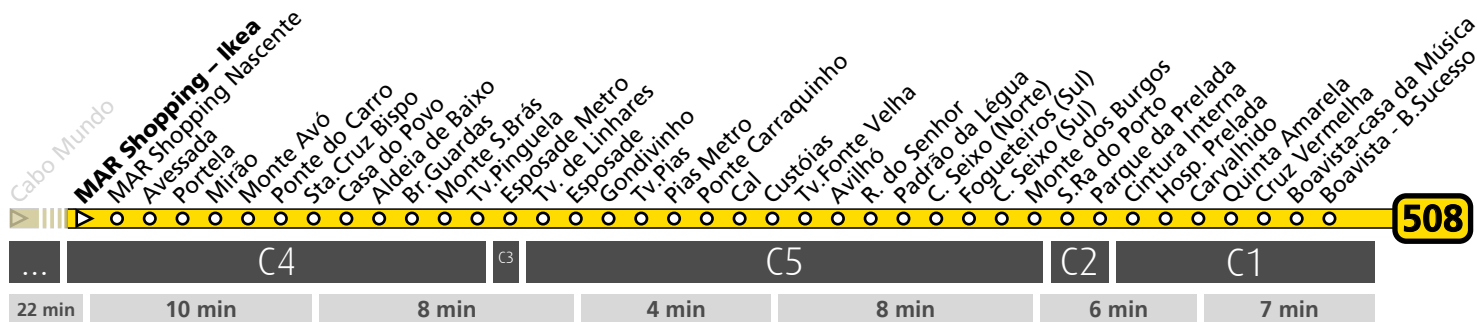 Cabo Mundo
MAR Shopping – Ikea
MAR Shopping Nascente
Avessada
Portela
Mirão
Monte Avó
Ponte do Carro
Sta. Cruz Bispo
Casa do Povo
Aldeia de Baixo
Br. Guardas
Monte S.Brás
Tv.Pinguela
Esposade Metro
Tv. de Linhares
Esposade
Gondivinho
Tv.Pias
Pias Metro
Ponte Carraquinho
Cal
Custóias
Tv.Fonte Velha
Avilhó
R. do Senhor
Padrão da Légua
C. Seixo (Norte)
Fogueteiros (Sul)
C. Seixo (Sul)
Monte dos Burgos
S.Ra do Porto
Parque da Prelada
Cintura Interna
Hosp. Prelada
Carvalhido
Quinta Amarela
Cruz Vermelha
Boavista-casa da Música
Boavista - B.Sucesso
508
... C4 C3 C5 C2 C1
22 min 10 min 8 min 4 min 8 min 6 min 7 min